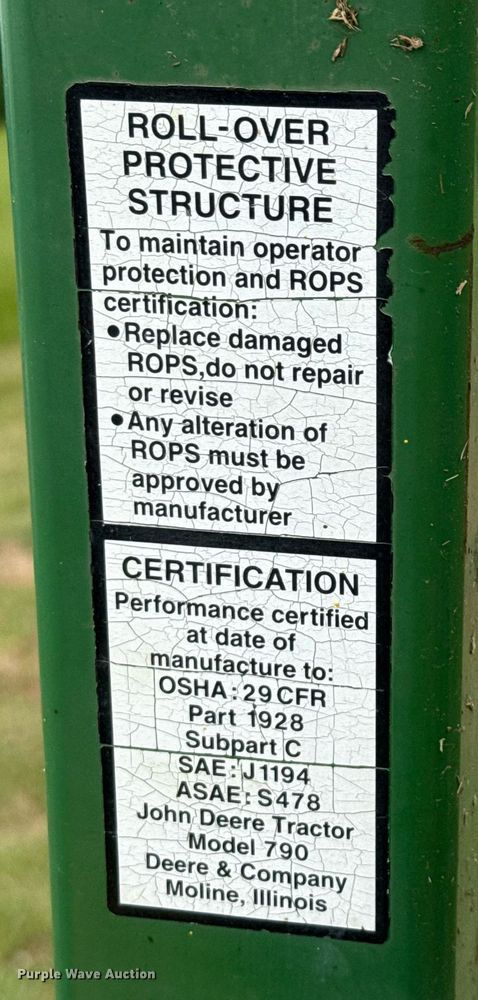 ROLL-OVER
PROTECTIVE
STRUCTURE
To maintain operator
protection and ROPS
certification:
●Replace damaged
ROPS,do not repair
or revise
●Any alteration of
ROPS must be
approved by
manufacturer
CERTIFICATION
Performance certified
at date of
manufacture to:
OSHA:29 CFR
Part 1928
Subpart C
SAE:J1194
ASAE:S478
John Deere Tractor
Model 790
Deere & Company
Moline, Illinois
Purple Wave Auction